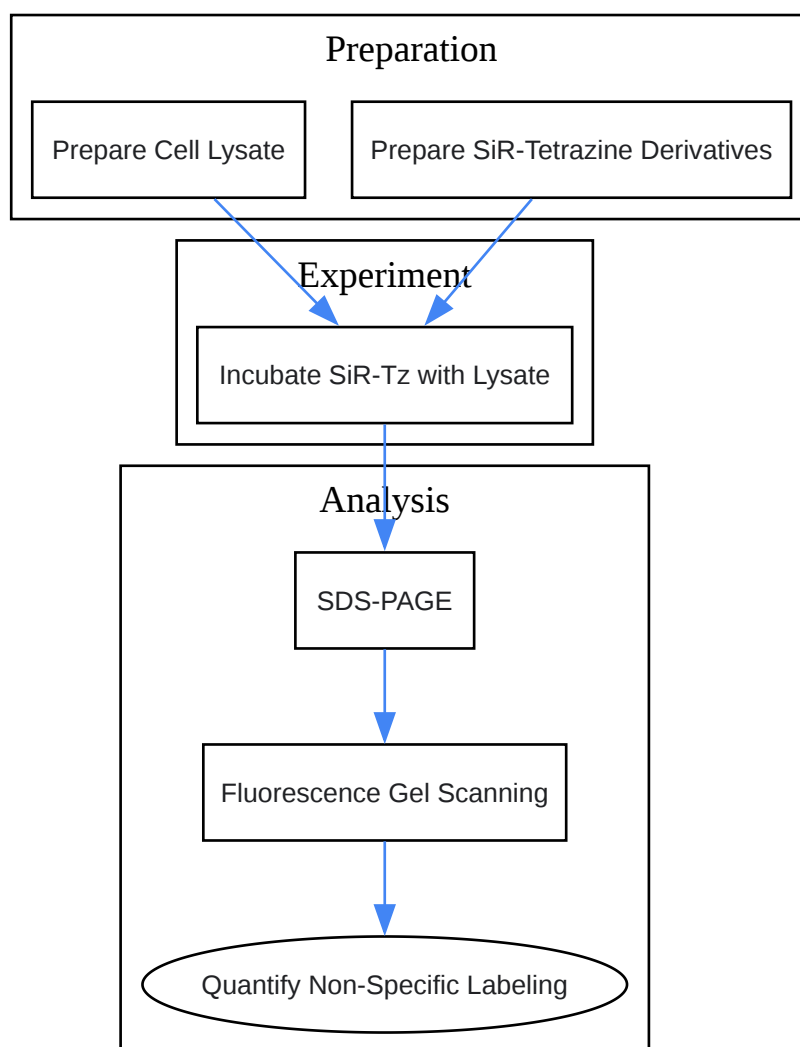 Preparation
Prepare Cell Lysate
Prepare SiR-Tetrazine Derivatives
Experiment
Incubate SiR-Tz with Lysate
Analysis
SDS-PAGE
Fluorescence Gel Scanning
Quantify Non-Specific Labeling